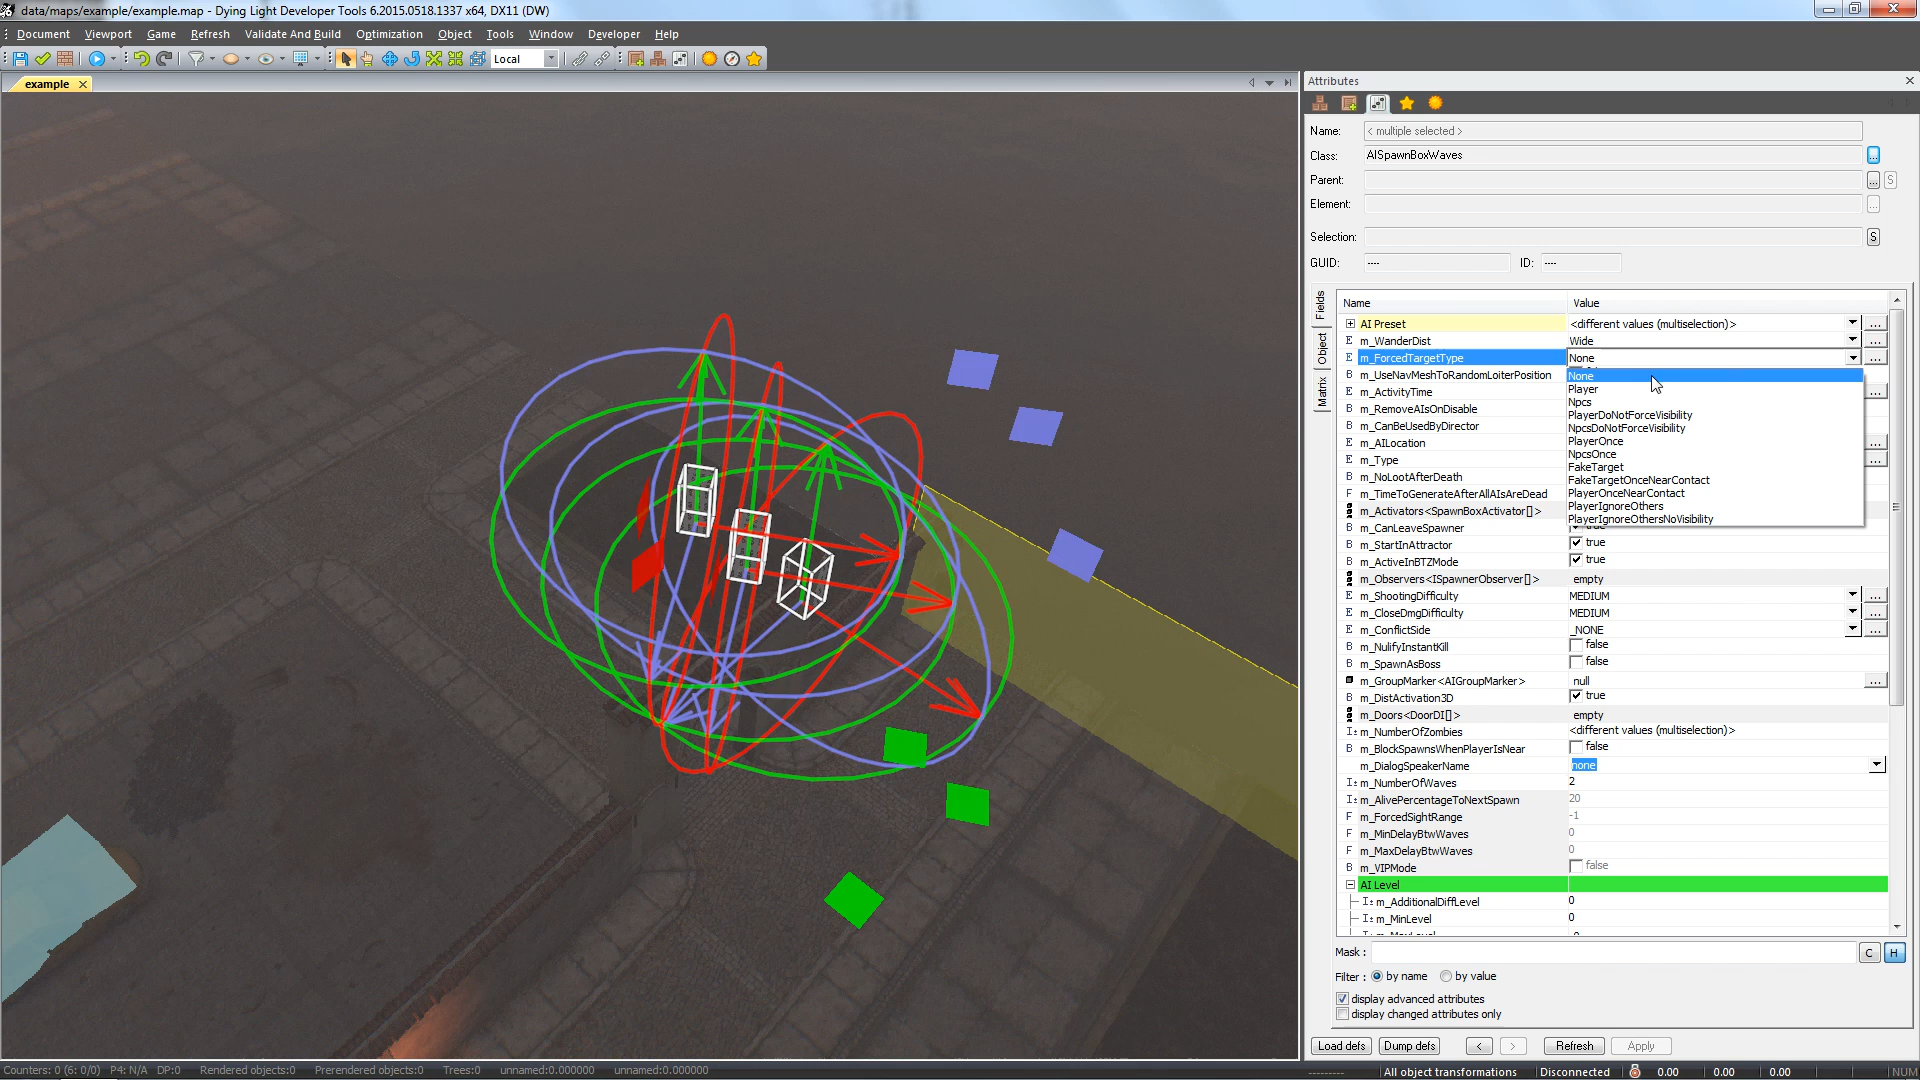 data/maps/example/example.map - Dying Light Developer Tools 6.2015.0518.1337 x64, DX11 (DW)
Document Viewport Game Refresh Validate And Build Optimization Object Tools Window Developer Help
Local
example
Attributes
Name: < multiple selected >
Class: AISpawnBoxWaves ...
Parent: ... S
Element: ...
Selection: S
GUID: ---- ID: ----
Fields
Object
Matrix
Name Value
AI Preset <different values (multiselection)> ...
E m_WanderDist Wide ...
E m_ForcedTargetType None ...
B m_UseNavMeshToRandomLoiterPosition
E m_ActivityTime ...
B m_RemoveAIsOnDisable
B m_CanBeUsedByDirector
E m_AILocation ...
E m_Type ...
B m_NoLootAfterDeath
F m_TimeToGenerateAfterAllAIsAreDead
m_Activators<SpawnBoxActivator[]>
None
Player
Npcs
PlayerDoNotForceVisibility
NpcsDoNotForceVisibility
PlayerOnce
NpcsOnce
FakeTarget
FakeTargetOnceNearContact
PlayerOnceNearContact
PlayerIgnoreOthers
PlayerIgnoreOthersNoVisibility
B m_CanLeaveSpawner true
B m_StartInAttractor true
B m_ActiveInBTZMode true
m_Observers<ISpawnerObserver[]> empty
E m_ShootingDifficulty MEDIUM ...
E m_CloseDmgDifficulty MEDIUM ...
E m_ConflictSide _NONE ...
B m_NulifyInstantKill false
B m_SpawnAsBoss false
m_GroupMarker<AIGroupMarker> null ...
B m_DistActivation3D true
m_Doors<DoorDI[]> empty
I± m_NumberOfZombies <different values (multiselection)>
B m_BlockSpawnsWhenPlayerIsNear false
m_DialogSpeakerName none
I± m_NumberOfWaves 2
I± m_AlivePercentageToNextSpawn 20
F m_ForcedSightRange -1
F m_MinDelayBtwWaves 0
F m_MaxDelayBtwWaves 0
B m_VIPMode false
AI Level
I± m_AdditionalDiffLevel 0
I± m_MinLevel 0
Mask : C H
Filter : by name by value
display advanced attributes
display changed attributes only
Load defs Dump defs < > Refresh Apply
Counters: 0 (6: 0/0) P4: N/A DP:0 Rendered objects:0 Prerendered objects:0 Trees:0 unnamed:0.000000 unnamed:0.000000 --------- All object transformations Disconnected 0.00 0.00 0.00 NUM